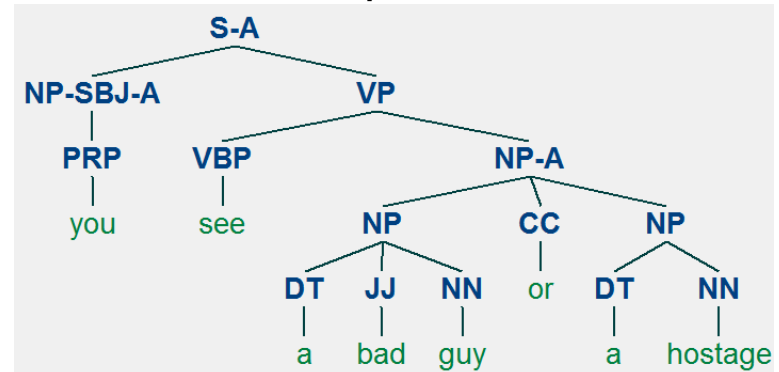 S-A
NP-SBJ-A VP
PRP VBP NP-A
you see NP CC NP
DT JJ NN or DT NN
a bad guy a hostage